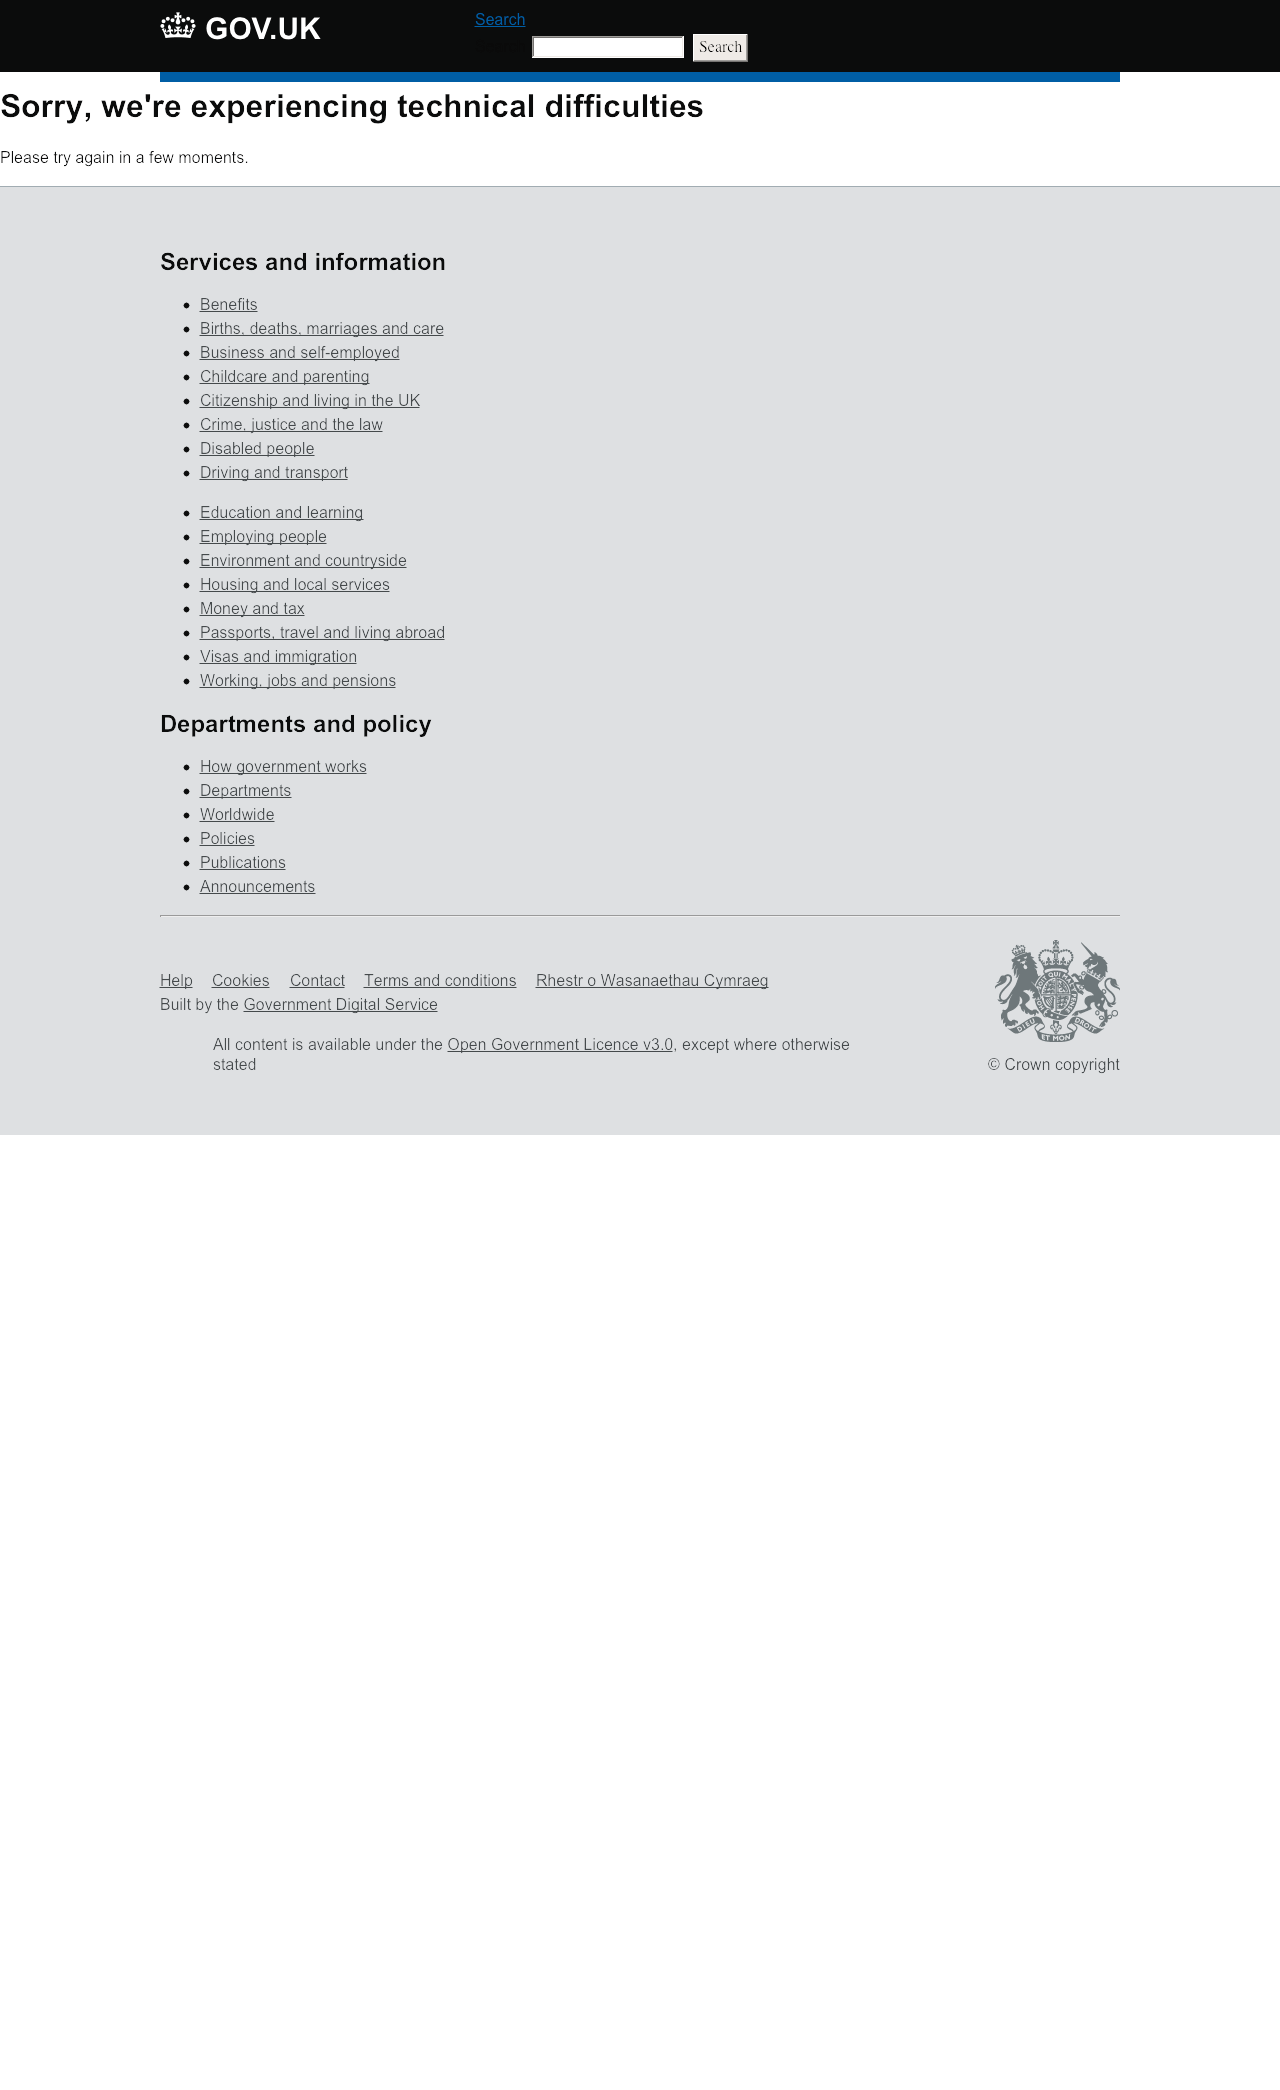 GOV.UK
Search
Search
Sorry, we're experiencing technical difficulties
Please try again in a few moments.
Services and information
Benefits
Births, deaths, marriages and care
Business and self-employed
Childcare and parenting
Citizenship and living in the UK
Crime, justice and the law
Disabled people
Driving and transport
Education and learning
Employing people
Environment and countryside
Housing and local services
Money and tax
Passports, travel and living abroad
Visas and immigration
Working, jobs and pensions
Departments and policy
How government works
Departments
Worldwide
Policies
Publications
Announcements
Help Cookies Contact Terms and conditions Rhestr o Wasanaethau Cymraeg
Built by the Government Digital Service
All content is available under the Open Government Licence v3.0, except where otherwise
stated
DIEU ET MON DROIT
© Crown copyright